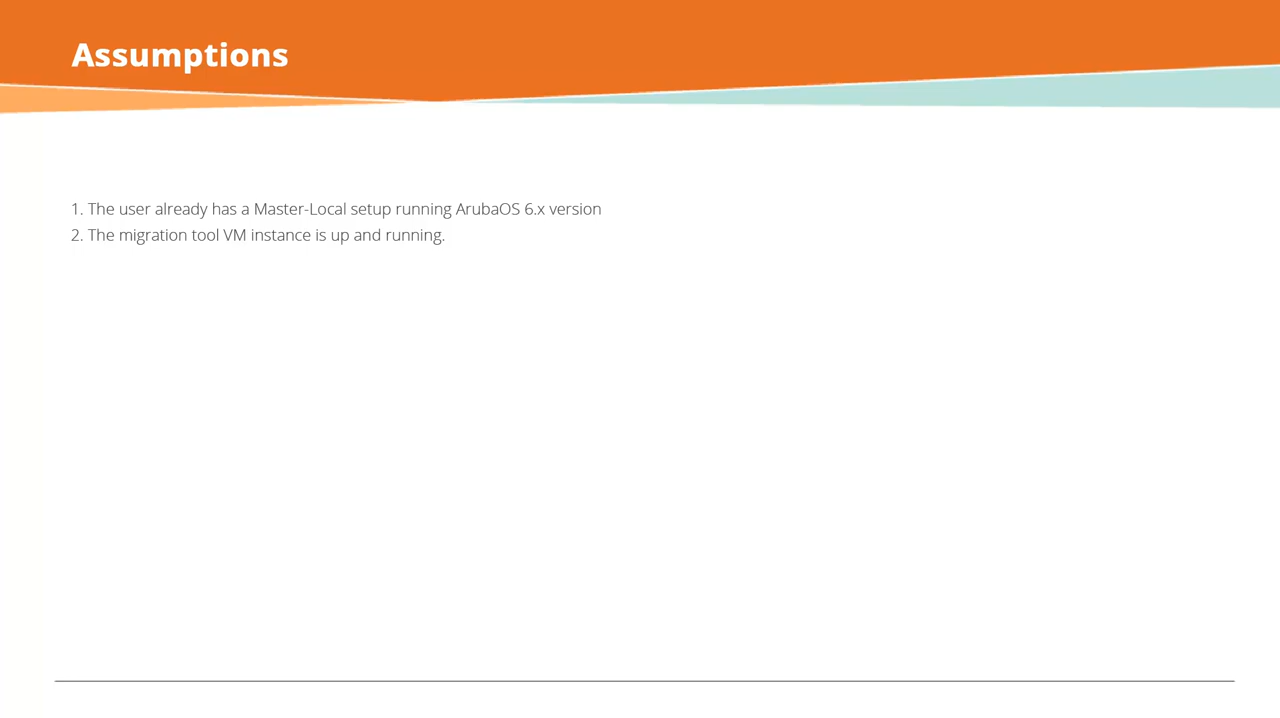 Assumptions
1. The user already has a Master-Local setup running ArubaOS 6.x version
2. The migration tool VM instance is up and running.